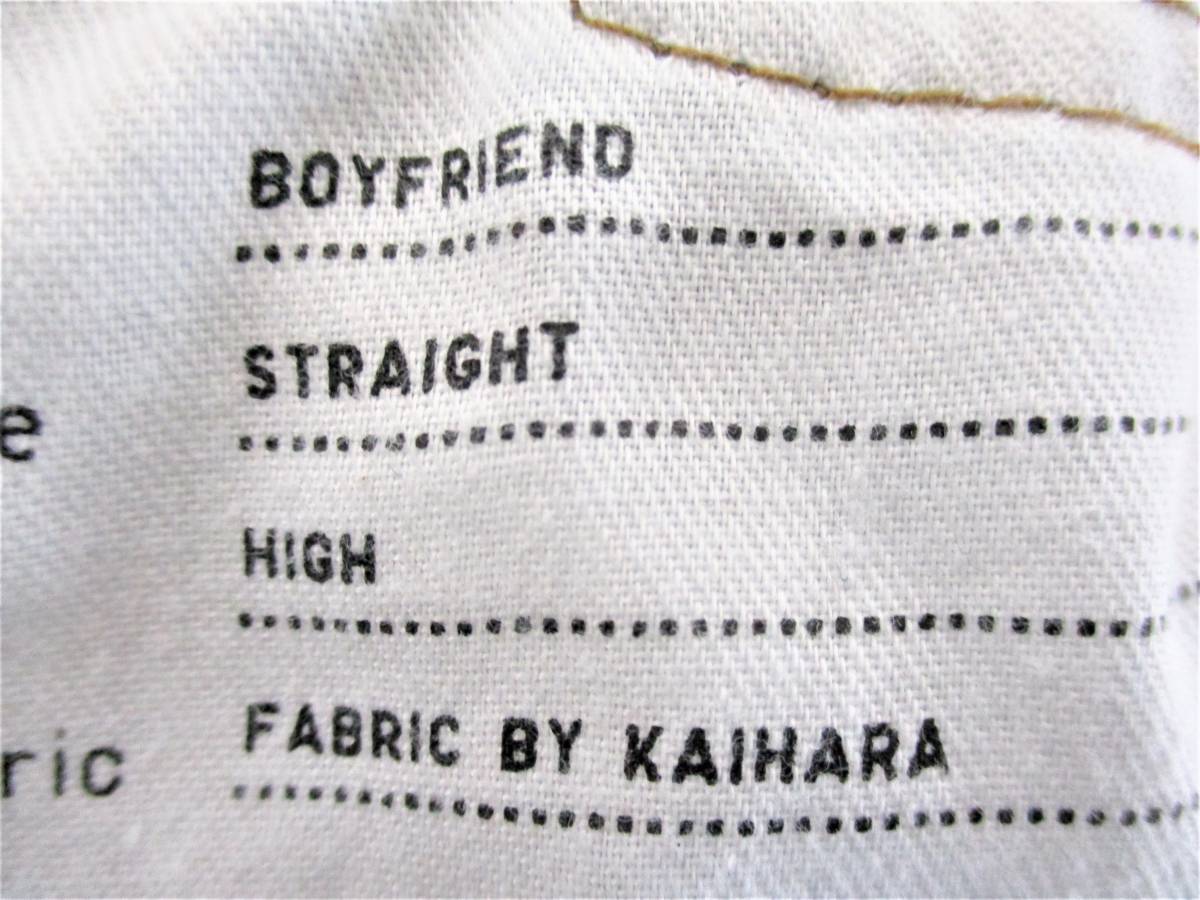 BOYFRIEND
STRAIGHT
e
HIGH
FABRIC BY KAIHARA
ric